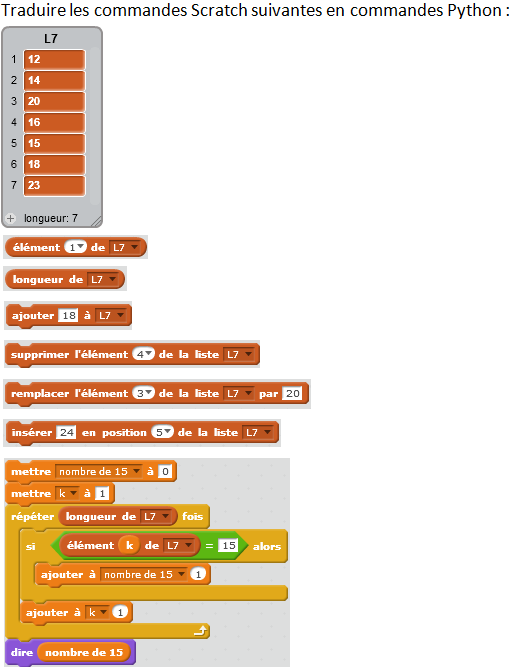 Traduire les commandes Scratch suivantes en commandes Python :
L7
1 12
2 14
3 20
4 16
5 15
6 18
7 23
+ longueur: 7
élément 1 de L7
longueur de L7
ajouter 18 à L7
supprimer l'élément 4 de la liste L7
remplacer l'élément 3 de la liste L7 par 20
insérer 24 en position 5 de la liste L7
mettre nombre de 15 à 0
mettre k à 1
répéter longueur de L7 fois
si élément k de L7 = 15 alors
ajouter à nombre de 15 1
ajouter à k 1
dire nombre de 15